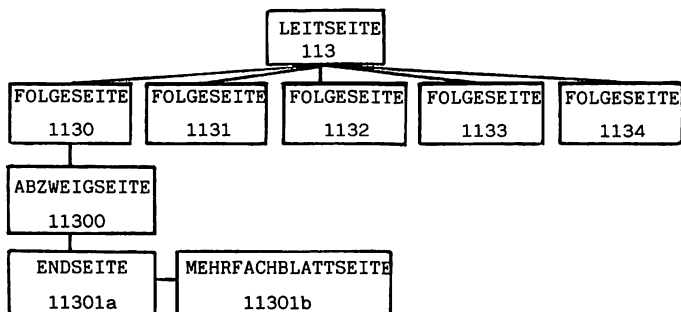 LEITSEITE
113
FOLGESEITE FOLGESEITE FOLGESEITE FOLGESEITE FOLGESEITE
1130 1131 1132 1133 1134
ABZWEIGSEITE
11300
ENDSEITE MEHRFACHBLATTSEITE
11301a 11301b